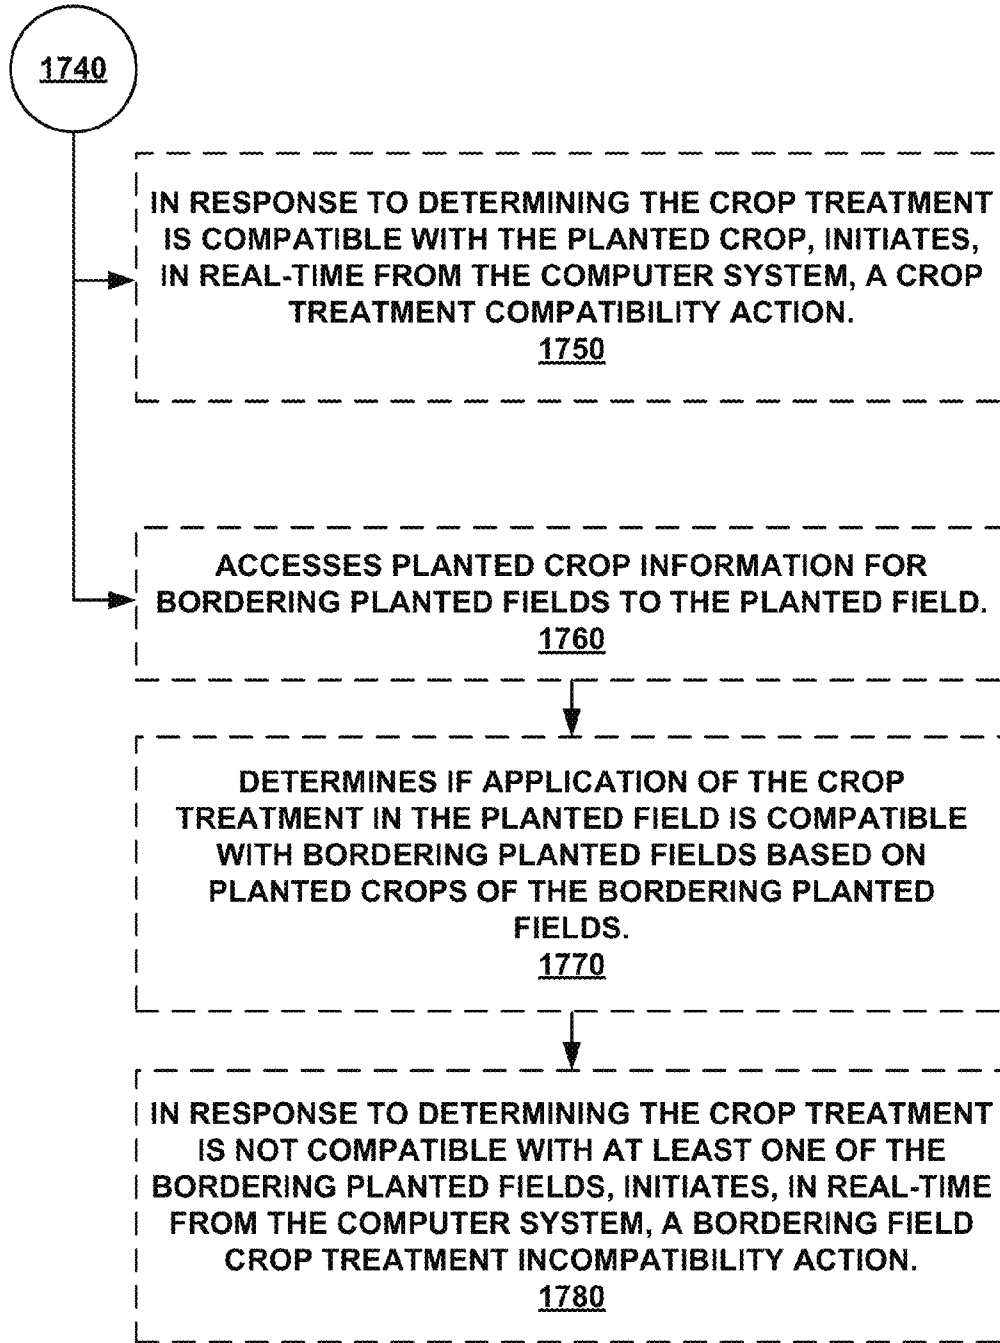 1740
IN RESPONSE TO DETERMINING THE CROP TREATMENT
IS COMPATIBLE WITH THE PLANTED CROP, INITIATES,
IN REAL-TIME FROM THE COMPUTER SYSTEM, A CROP
TREATMENT COMPATIBILITY ACTION.
1750
ACCESSES PLANTED CROP INFORMATION FOR
BORDERING PLANTED FIELDS TO THE PLANTED FIELD.
1760
DETERMINES IF APPLICATION OF THE CROP
TREATMENT IN THE PLANTED FIELD IS COMPATIBLE
WITH BORDERING PLANTED FIELDS BASED ON
PLANTED CROPS OF THE BORDERING PLANTED
FIELDS.
1770
IN RESPONSE TO DETERMINING THE CROP TREATMENT
IS NOT COMPATIBLE WITH AT LEAST ONE OF THE
BORDERING PLANTED FIELDS, INITIATES, IN REAL-TIME
FROM THE COMPUTER SYSTEM, A BORDERING FIELD
CROP TREATMENT INCOMPATIBILITY ACTION.
1780